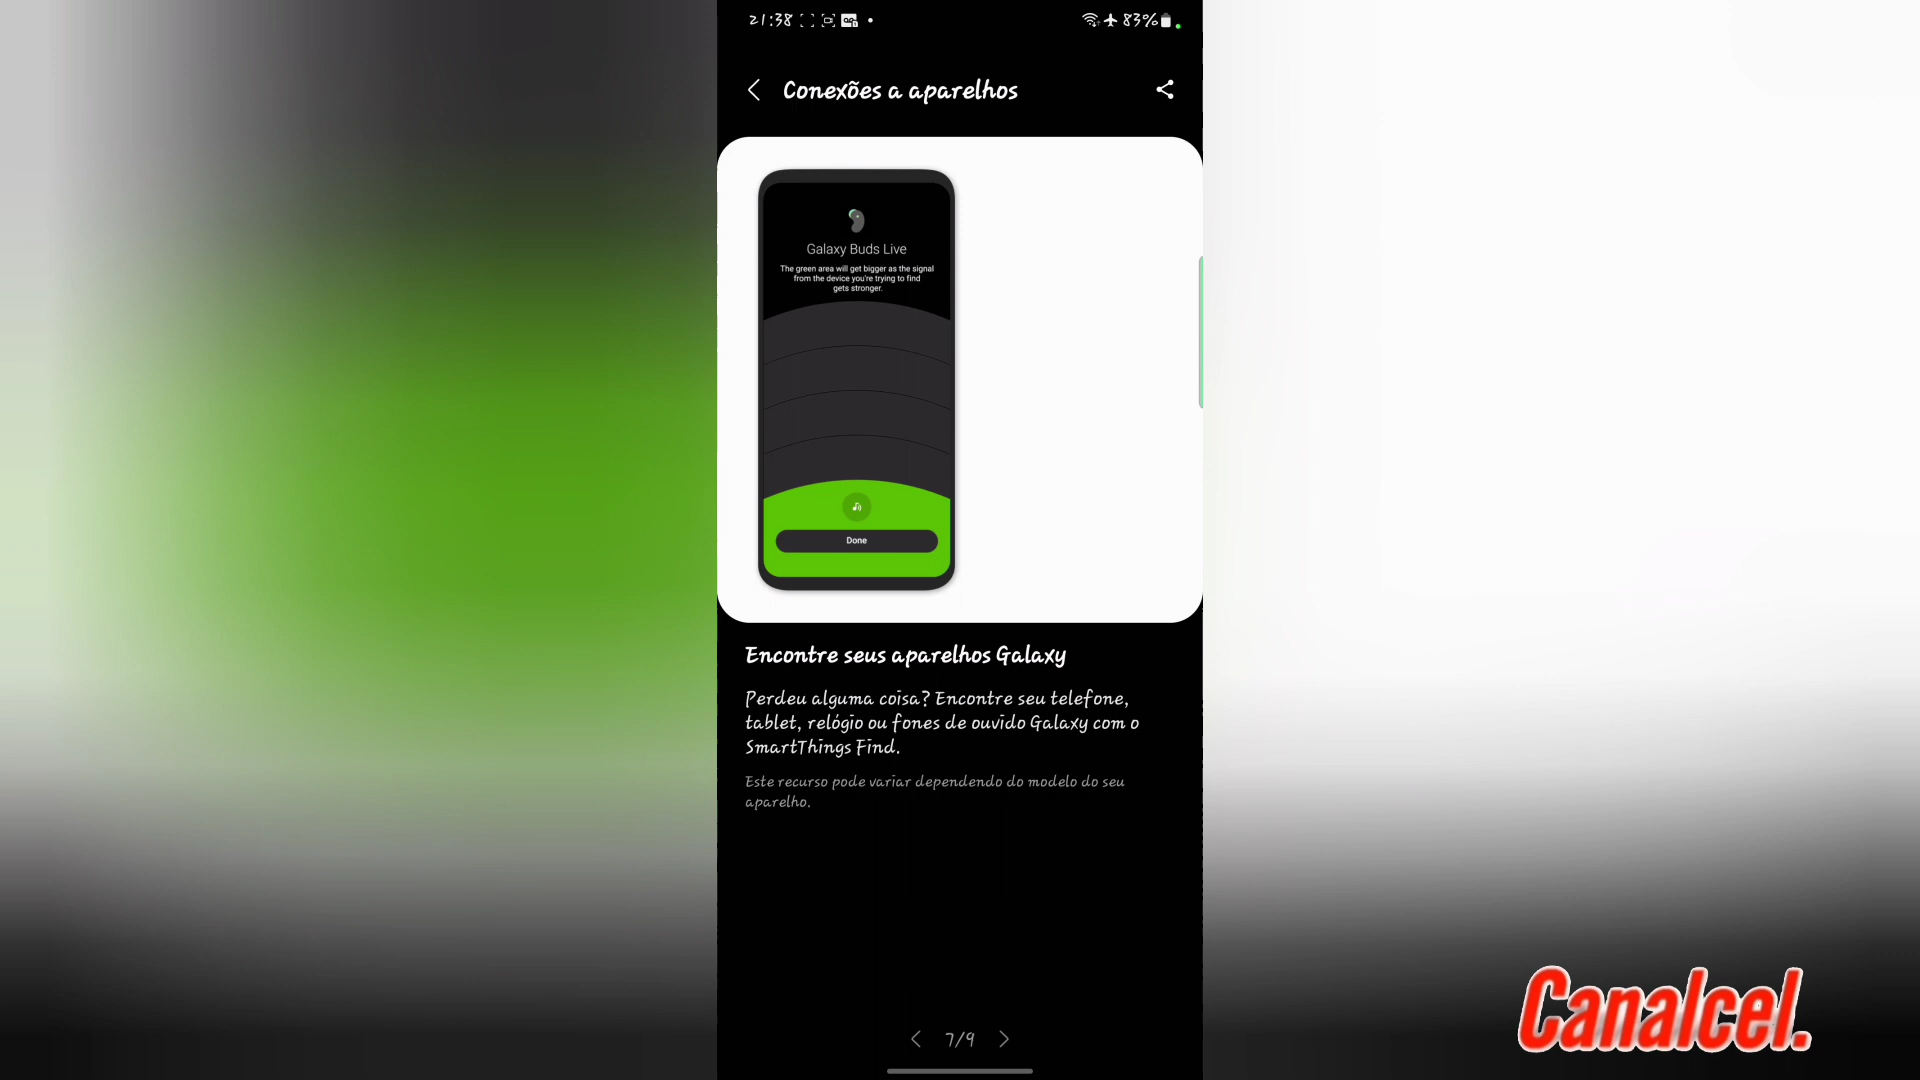 21:38
83%
Conexões a aparelhos
Galaxy Buds Live
The green area will get bigger as the signal
from the device you're trying to find
gets stronger.
Done
Encontre seus aparelhos Galaxy
Perdeu alguma coisa? Encontre seu telefone,
tablet, relógio ou fones de ouvido Galaxy com o
SmartThings Find.
Este recurso pode variar dependendo do modelo do seu
aparelho.
7/9
Canalcel.